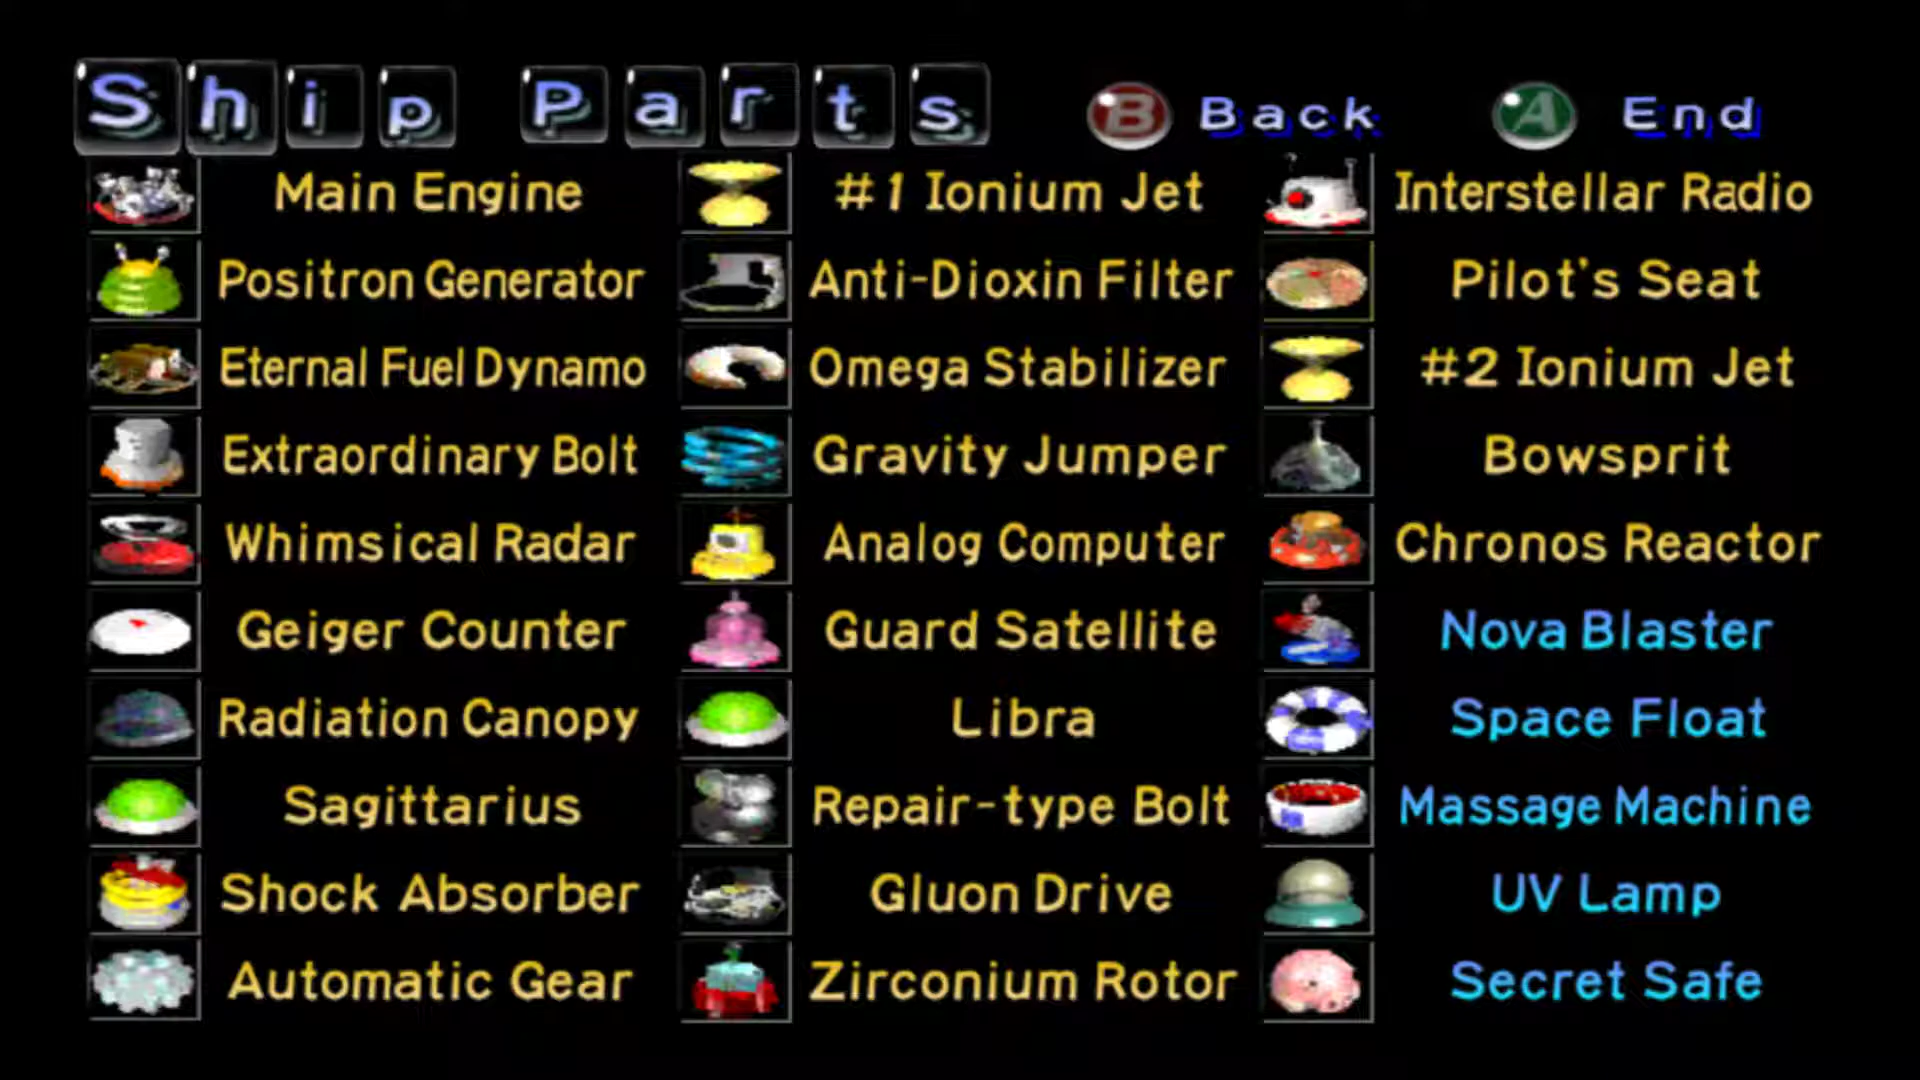 Ship Parts B Back A End
Main Engine #1 Ionium Jet Interstellar Radio
Positron Generator Anti-Dioxin Filter Pilot's Seat
Eternal Fuel Dynamo Omega Stabilizer #2 Ionium Jet
Extraordinary Bolt Gravity Jumper Bowsprit
Whimsical Radar Analog Computer Chronos Reactor
Geiger Counter Guard Satellite Nova Blaster
Radiation Canopy Libra Space Float
Sagittarius Repair-type Bolt Massage Machine
Shock Absorber Gluon Drive UV Lamp
Automatic Gear Zirconium Rotor Secret Safe